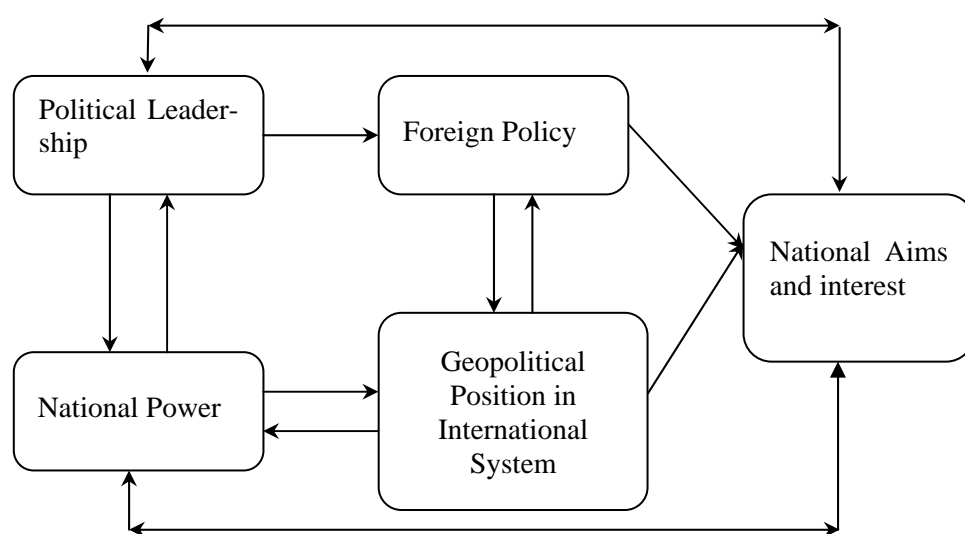 Political Leader-
ship
Foreign Policy
National Aims
and interest
National Power
Geopolitical
Position in
International
System